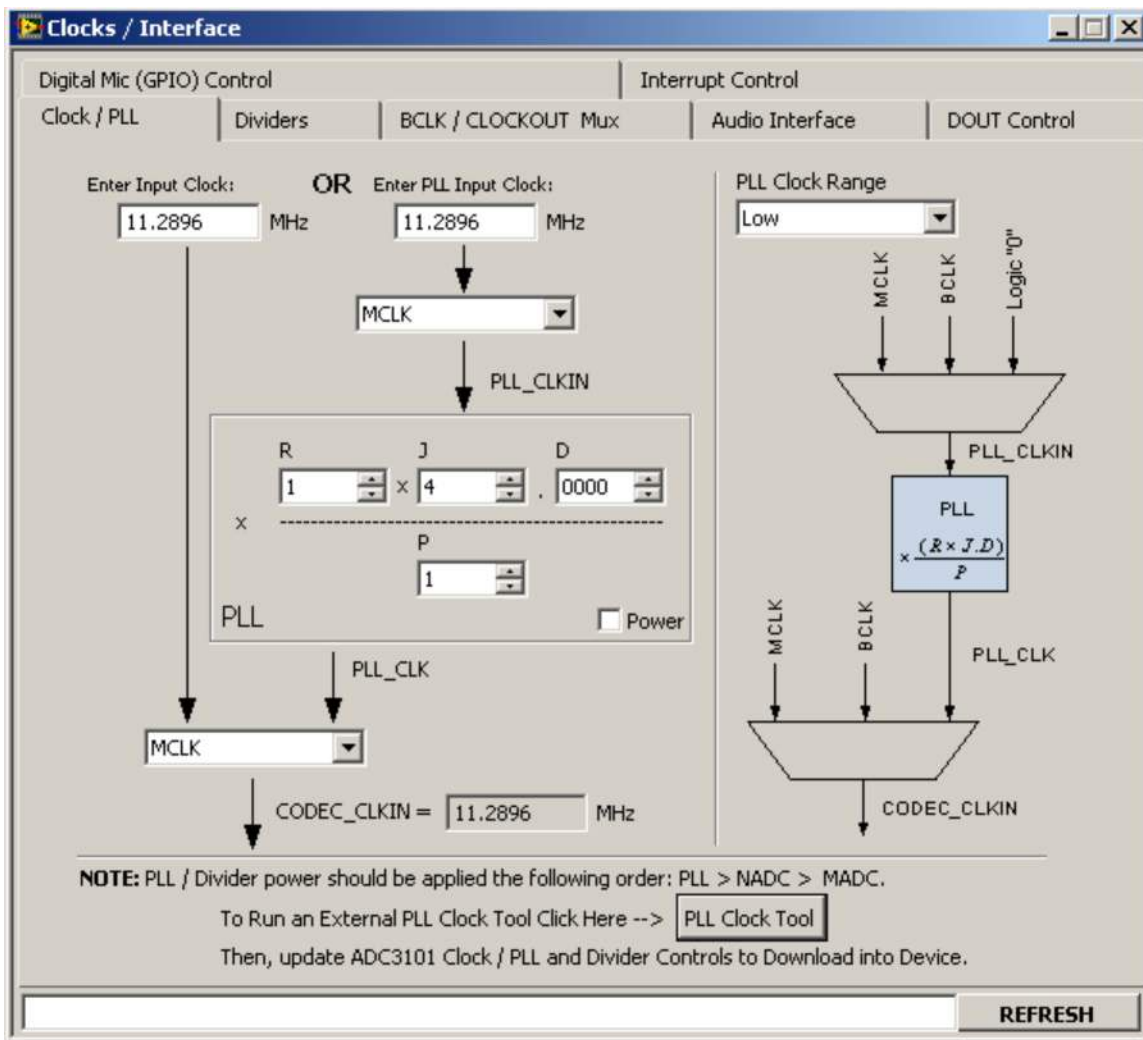 Clocks / Interface
Digital Mic (GPIO) Control
Interrupt Control
Clock / PLL
Dividers
BCLK / CLOCKOUT Mux
Audio Interface
DOUT Control
Enter Input Clock:
OR
Enter PLL Input Clock:
11.2896 MHz
11.2896 MHz
MCLK
PLL_CLKIN
R
J
D
1 x 4 . 0000
x
P
1
PLL
Power
PLL_CLK
MCLK
CODEC_CLKIN = 11.2896 MHz
PLL Clock Range
Low
MCLK
BCLK
Logic "0"
PLL_CLKIN
PLL
× (R × J.D)
P
MCLK
BCLK
PLL_CLK
CODEC_CLKIN
NOTE: PLL / Divider power should be applied the following order: PLL > NADC > MADC.
To Run an External PLL Clock Tool Click Here --> PLL Clock Tool
Then, update ADC3101 Clock / PLL and Divider Controls to Download into Device.
REFRESH